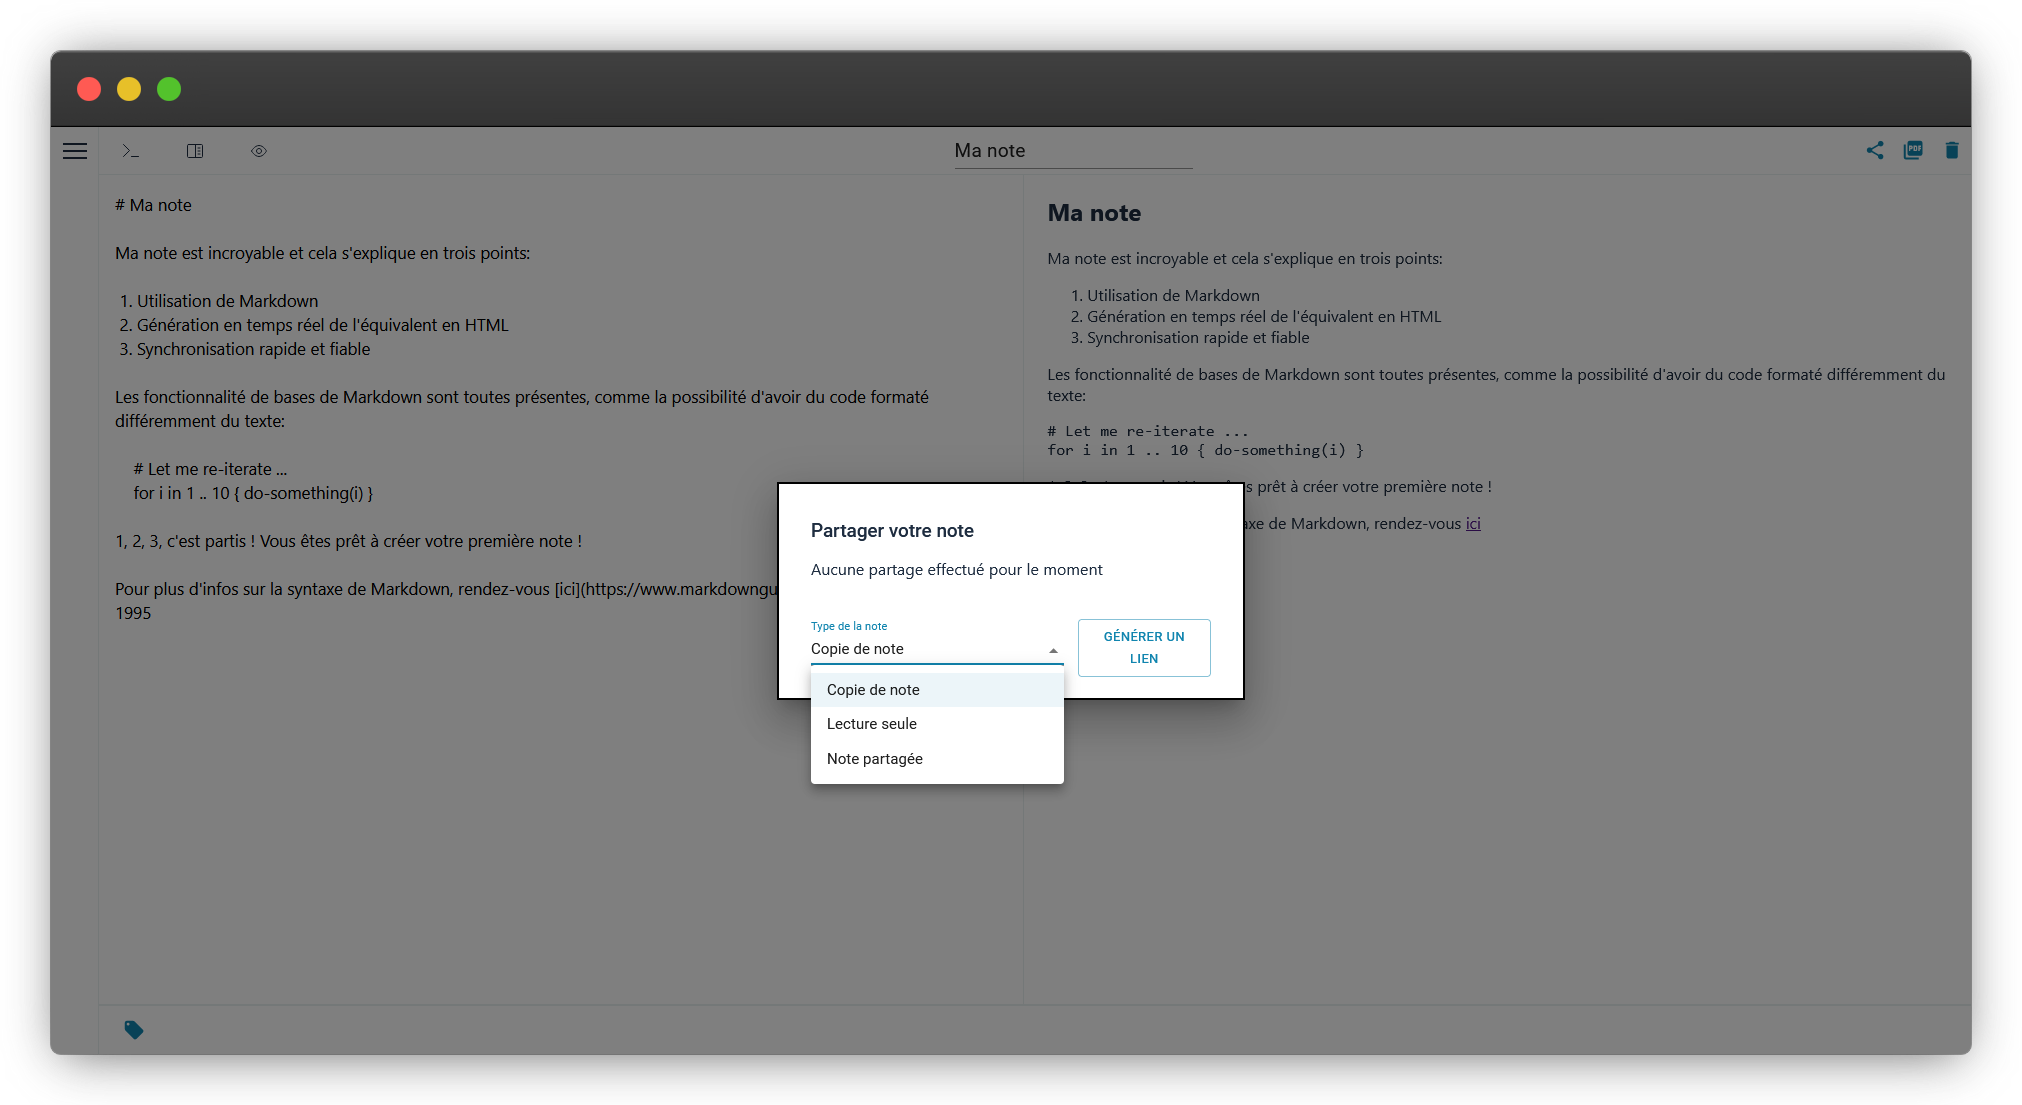 >_
Ma note
PDF
# Ma note
Ma note est incroyable et cela s'explique en trois points:
1. Utilisation de Markdown
2. Génération en temps réel de l'équivalent en HTML
3. Synchronisation rapide et fiable
Les fonctionnalité de bases de Markdown sont toutes présentes, comme la possibilité d'avoir du code formaté
différemment du texte:
# Let me re-iterate ...
for i in 1 .. 10 { do-something(i) }
1, 2, 3, c'est partis ! Vous êtes prêt à créer votre première note !
Pour plus d'infos sur la syntaxe de Markdown, rendez-vous [ici](https://www.markdowngu
1995
Ma note
Ma note est incroyable et cela s'explique en trois points:
1. Utilisation de Markdown
2. Génération en temps réel de l'équivalent en HTML
3. Synchronisation rapide et fiable
Les fonctionnalité de bases de Markdown sont toutes présentes, comme la possibilité d'avoir du code formaté différemment du
texte:
# Let me re-iterate ...
for i in 1 .. 10 { do-something(i) }
prêt à créer votre première note !
de Markdown, rendez-vous ici
Partager votre note
Aucune partage effectué pour le moment
Type de la note
Copie de note
GÉNÉRER UN
LIEN
Copie de note
Lecture seule
Note partagée